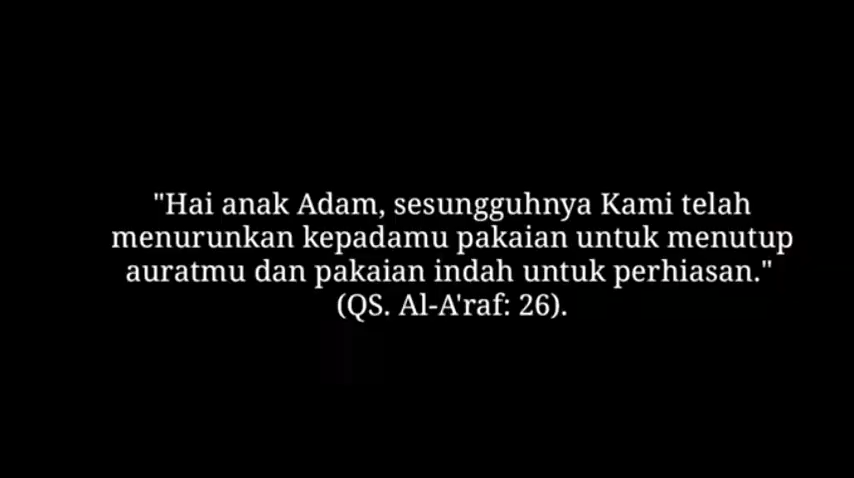 "Hai anak Adam, sesungguhnya Kami telah
menurunkan kepadamu pakaian untuk menutup
auratmu dan pakaian indah untuk perhiasan."
(QS. Al-A'raf: 26).